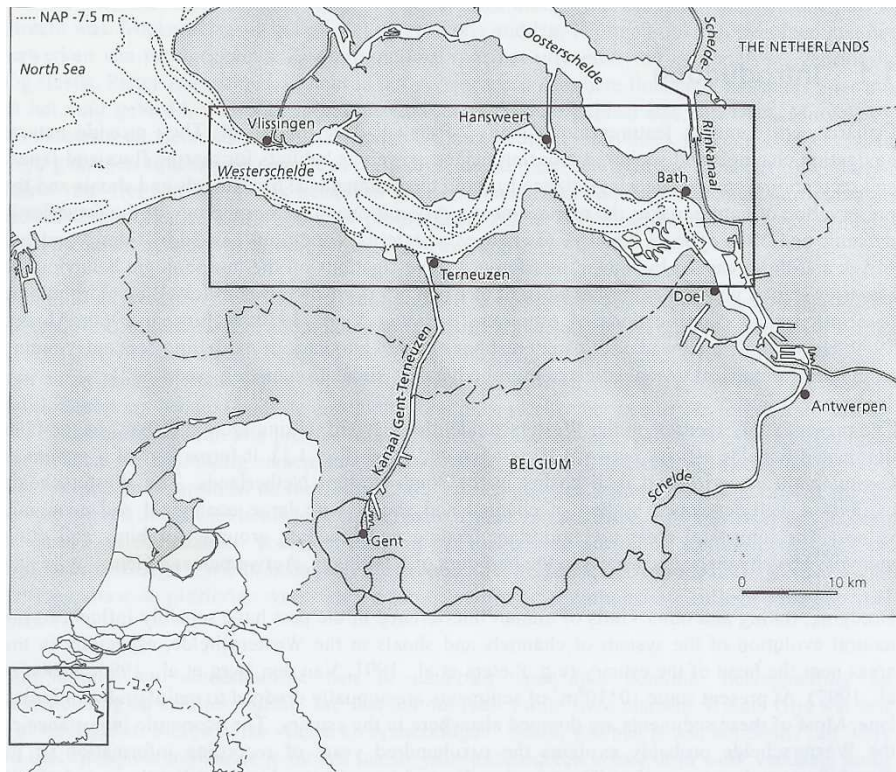 NAP -7.5 m
North Sea
Oosterschelde
Schelde
THE NETHERLANDS
Vlissingen
Hansweert
Rijnkanaal
Westerschelde
Bath
Terneuzen
Doel
Kanaal Gent-Terneuzen
Antwerpen
BELGIUM
Schelde
Gent
0 10 km